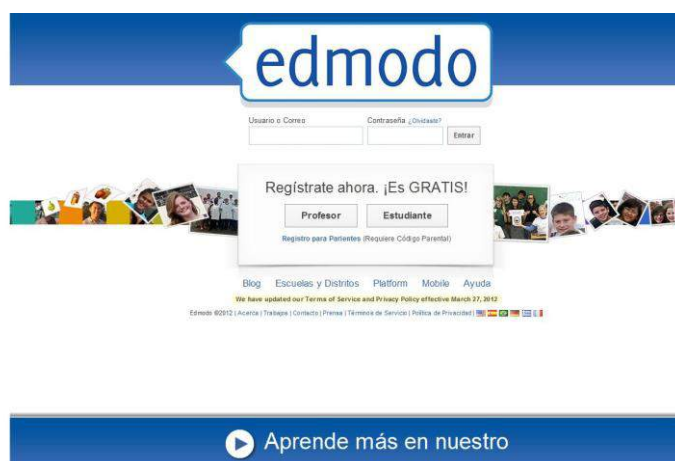 edmodo
Usuario o Correo Contraseña ¿Olvidaste?
Entrar
Regístrate ahora. ¡Es GRATIS!
Profesor Estudiante
Registro para Parientes (Requiere Código Parental)
Blog Escuelas y Distritos Platform Mobile Ayuda
We have updated our Terms of Service and Privacy Policy effective March 27, 2012
Edmodo ©2012 | Acerca | Trabajos | Contacto | Prensa | Términos de Servicio | Política de Privacidad |
Aprende más en nuestro